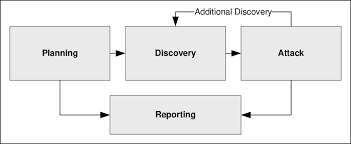 Additional Discovery
Planning
Discovery
Attack
Reporting